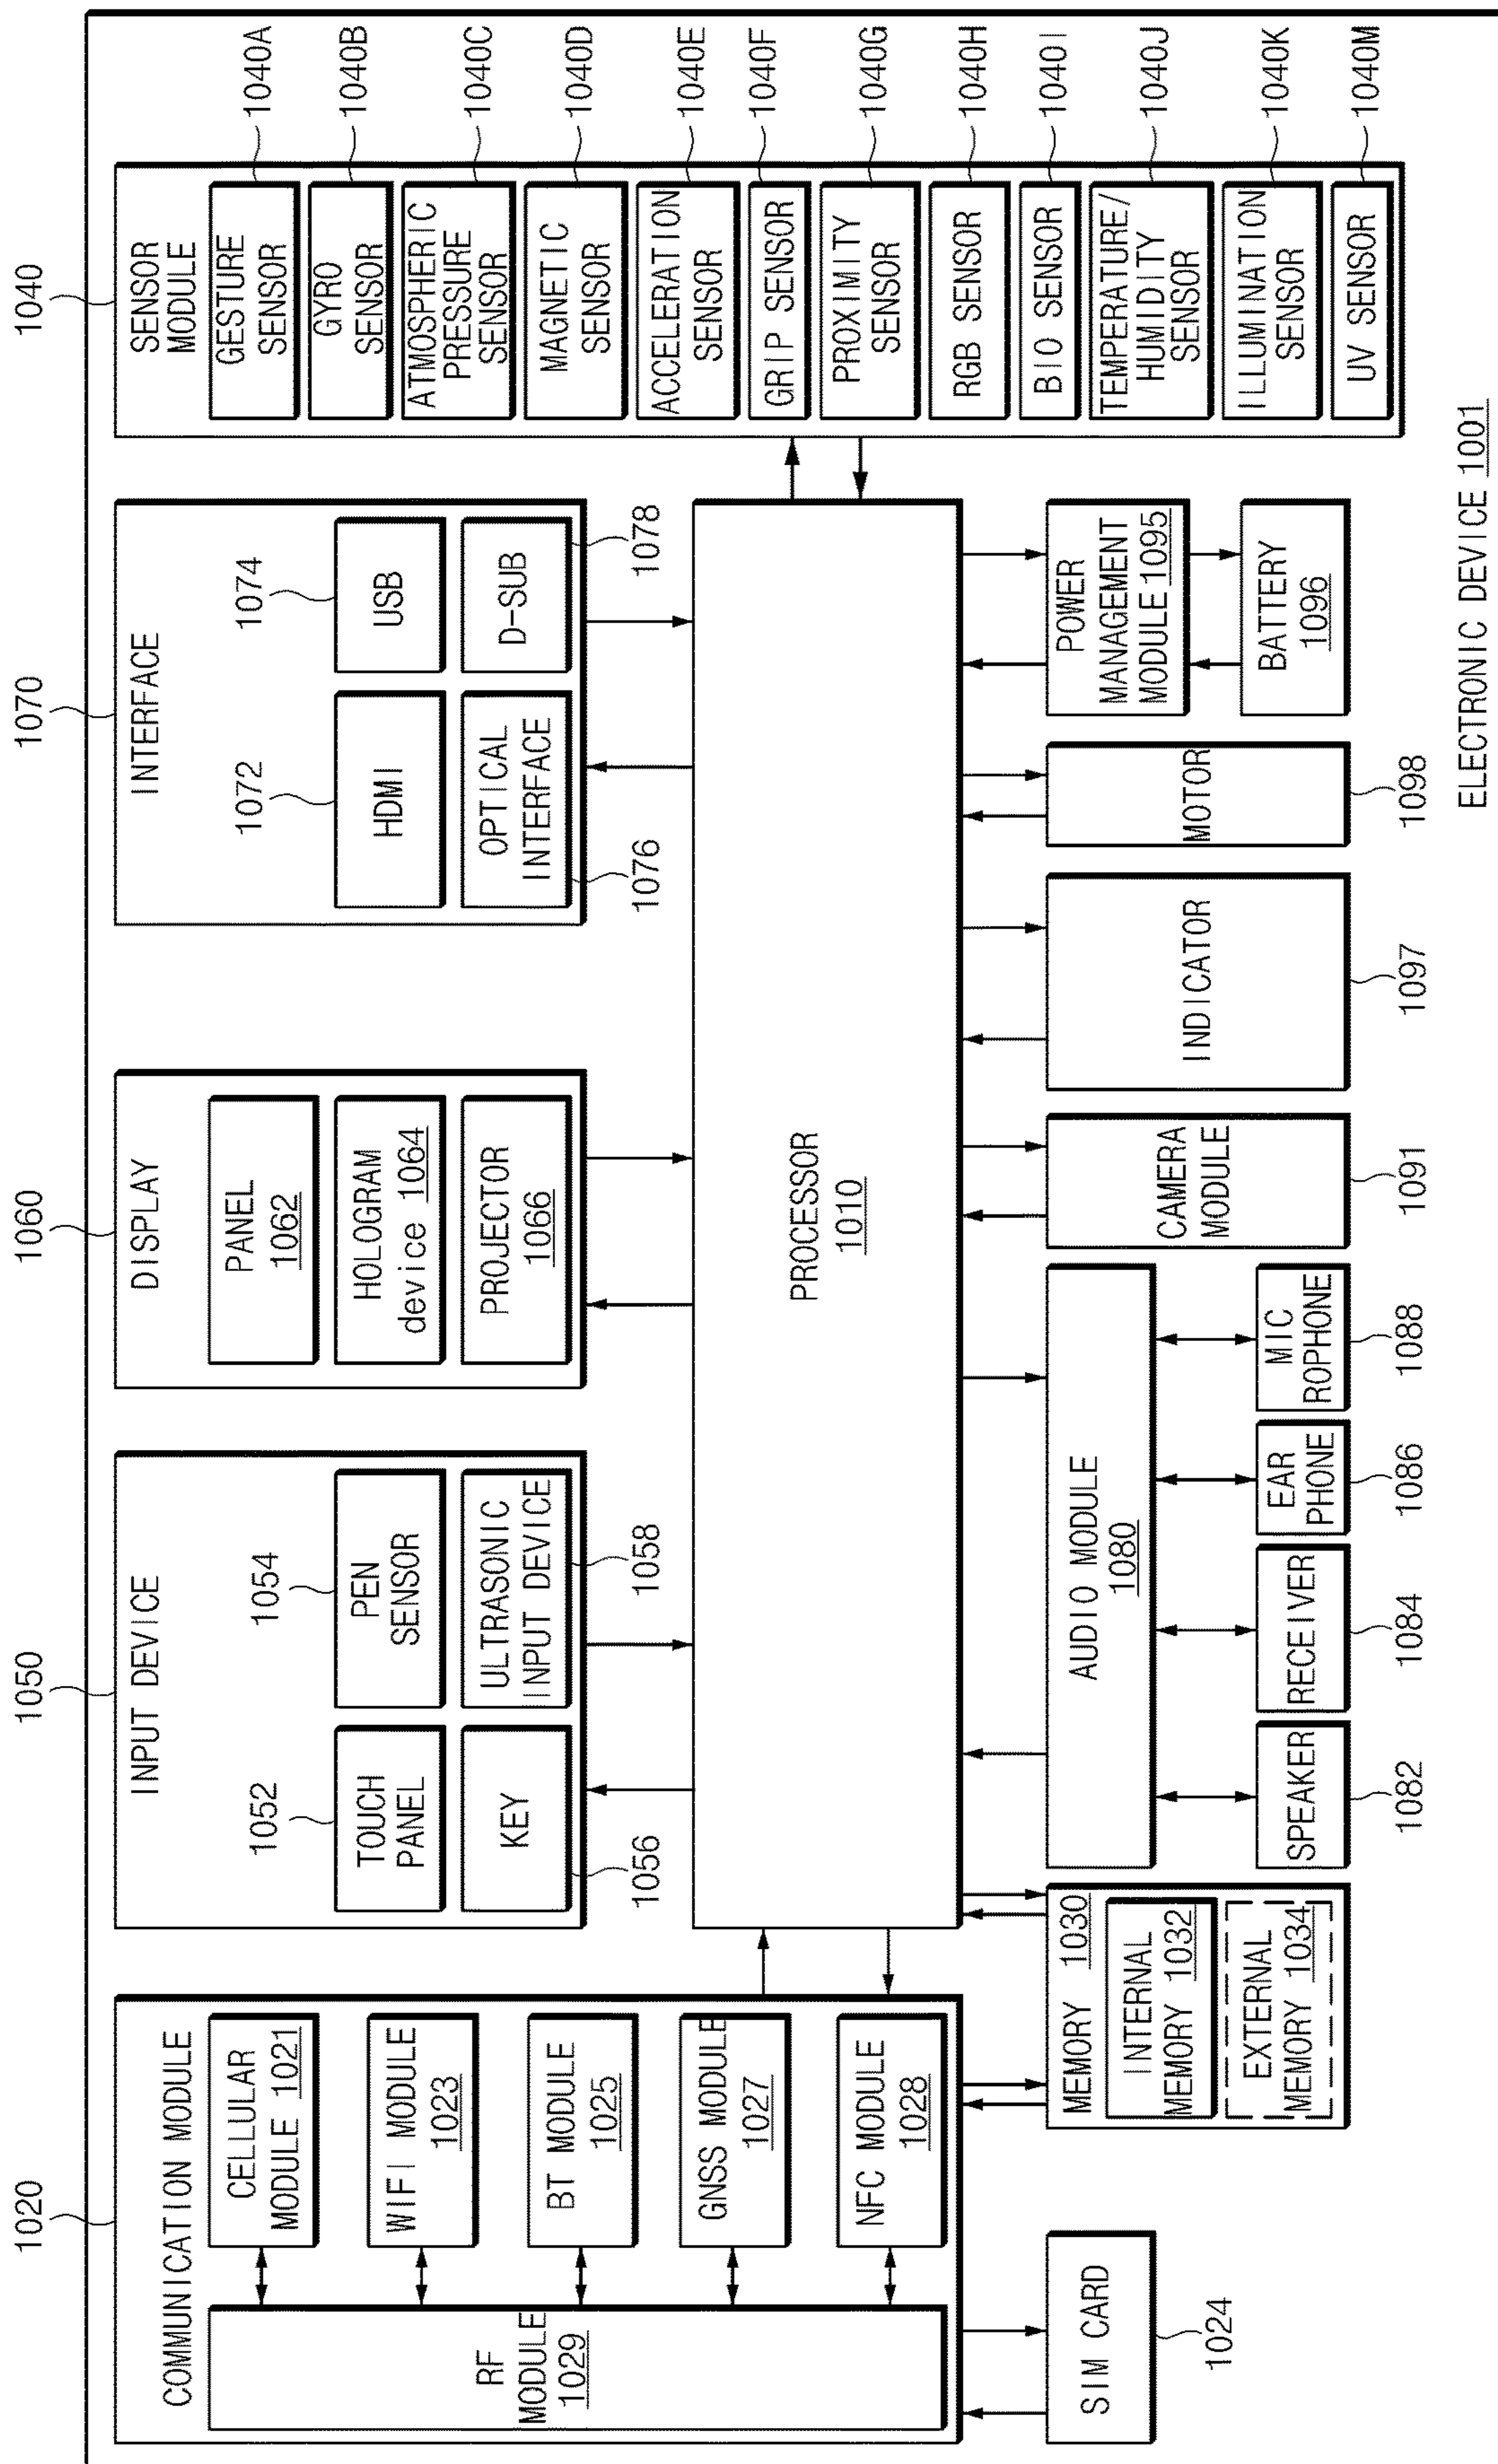 1020
COMMUNICATION MODULE
CELLULAR
MODULE 1021
WIFI MODULE
1023
BT MODULE
1025
GNSS MODULE
1027
NFC MODULE
1028
RF
MODULE
1029
SIM CARD
1024
1050
INPUT DEVICE
1052
TOUCH
PANEL
1054
PEN
SENSOR
KEY
1056
ULTRASONIC
INPUT DEVICE
1058
1060
DISPLAY
PANEL
1062
HOLOGRAM
device 1064
PROJECTOR
1066
1070
INTERFACE
1072
HDMI
1074
USB
OPTICAL
INTERFACE
1076
D-SUB
1078
1040
SENSOR
MODULE
GESTURE
SENSOR
1040A
GYRO
SENSOR
1040B
ATMOSPHERIC
PRESSURE
SENSOR
1040C
MAGNETIC
SENSOR
1040D
ACCELERATION
SENSOR
1040E
GRIP SENSOR
1040F
PROXIMITY
SENSOR
1040G
RGB SENSOR
1040H
BIO SENSOR
1040I
TEMPERATURE/
HUMIDITY
SENSOR
1040J
ILLUMINATION
SENSOR
1040K
UV SENSOR
1040M
PROCESSOR
1010
MEMORY 1030
INTERNAL
MEMORY 1032
EXTERNAL
MEMORY 1034
AUDIO MODULE
1080
SPEAKER
1082
RECEIVER
1084
EAR
PHONE
1086
MIC
ROPHONE
1088
CAMERA
MODULE
1091
INDICATOR
1097
MOTOR
1098
POWER
MANAGEMENT
MODULE 1095
BATTERY
1096
ELECTRONIC DEVICE 1001